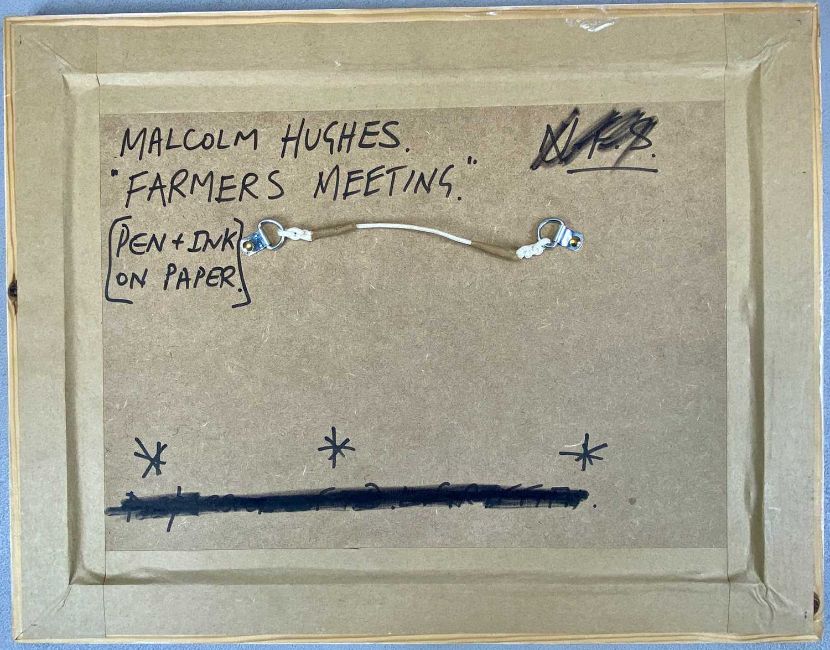 MALCOLM HUGHES.
"FARMERS MEETING."
[PEN + INK
ON PAPER.]
N.F.S.
* * *